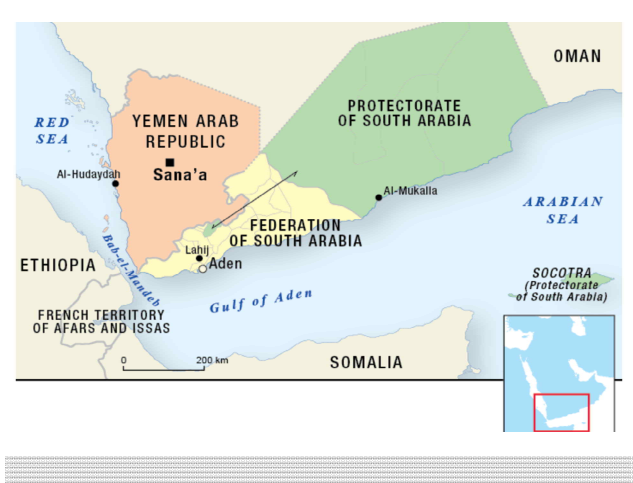 OMAN
PROTECTORATE
OF SOUTH ARABIA
RED
SEA
YEMEN ARAB
REPUBLIC
Sana'a
Al-Hudaydah
Al-Mukalla
ARABIAN
SEA
FEDERATION
OF SOUTH ARABIA
Lahij
Aden
Bab-el-Mandeb
ETHIOPIA
SOCOTRA
(Protectorate
of South Arabia)
Gulf of Aden
FRENCH TERRITORY
OF AFARS AND ISSAS
0 200 km
SOMALIA